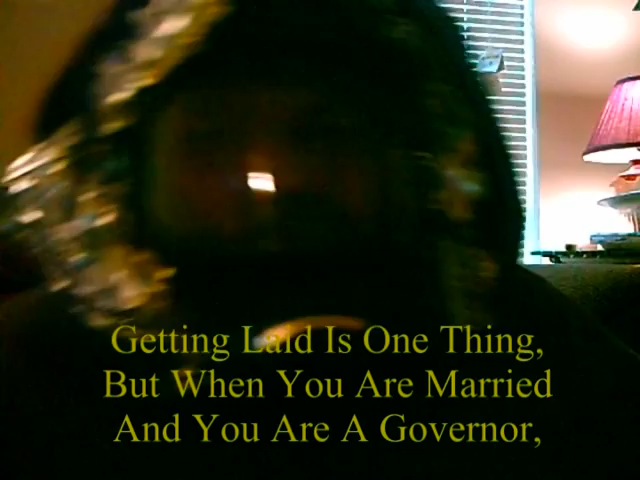 Getting Laid Is One Thing,
But When You Are Married
And You Are A Governor,